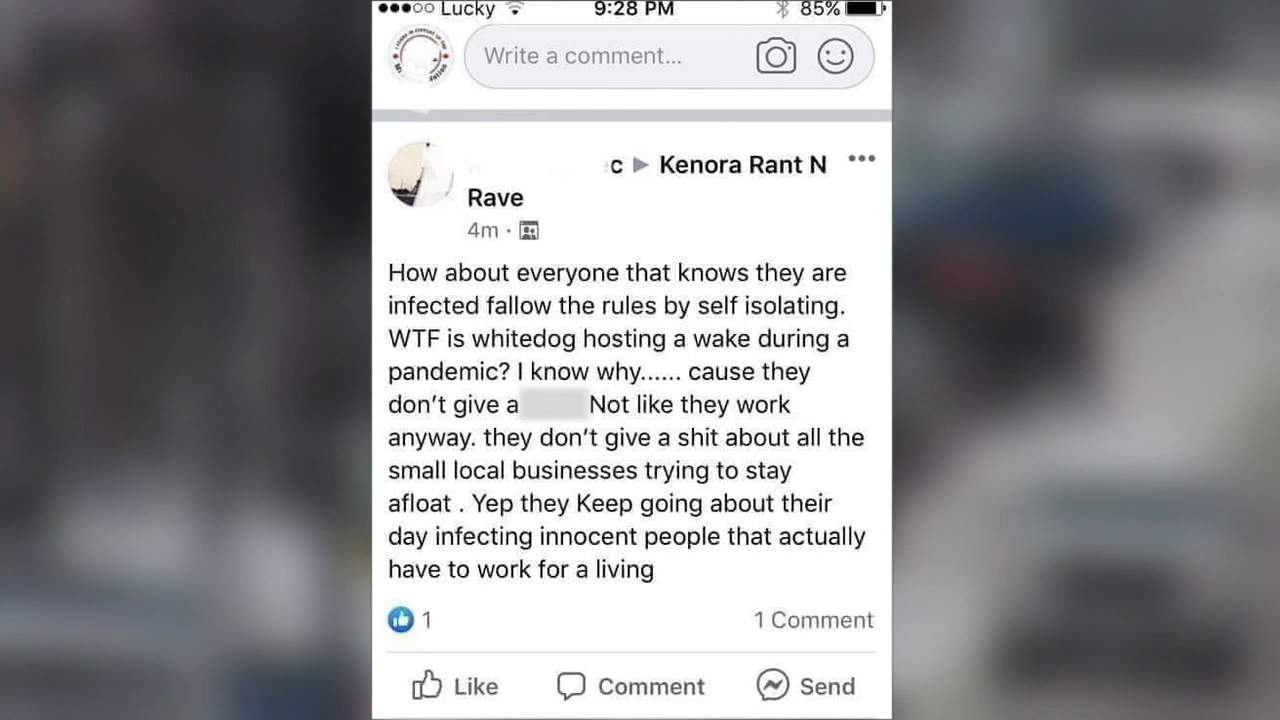 Lucky 9:28 PM 85%
Write a comment...
c ▶ Kenora Rant N
Rave
4m ·
How about everyone that knows they are
infected fallow the rules by self isolating.
WTF is whitedog hosting a wake during a
pandemic? I know why...... cause they
don't give a Not like they work
anyway. they don't give a shit about all the
small local businesses trying to stay
afloat . Yep they Keep going about their
day infecting innocent people that actually
have to work for a living
1 1 Comment
Like Comment Send